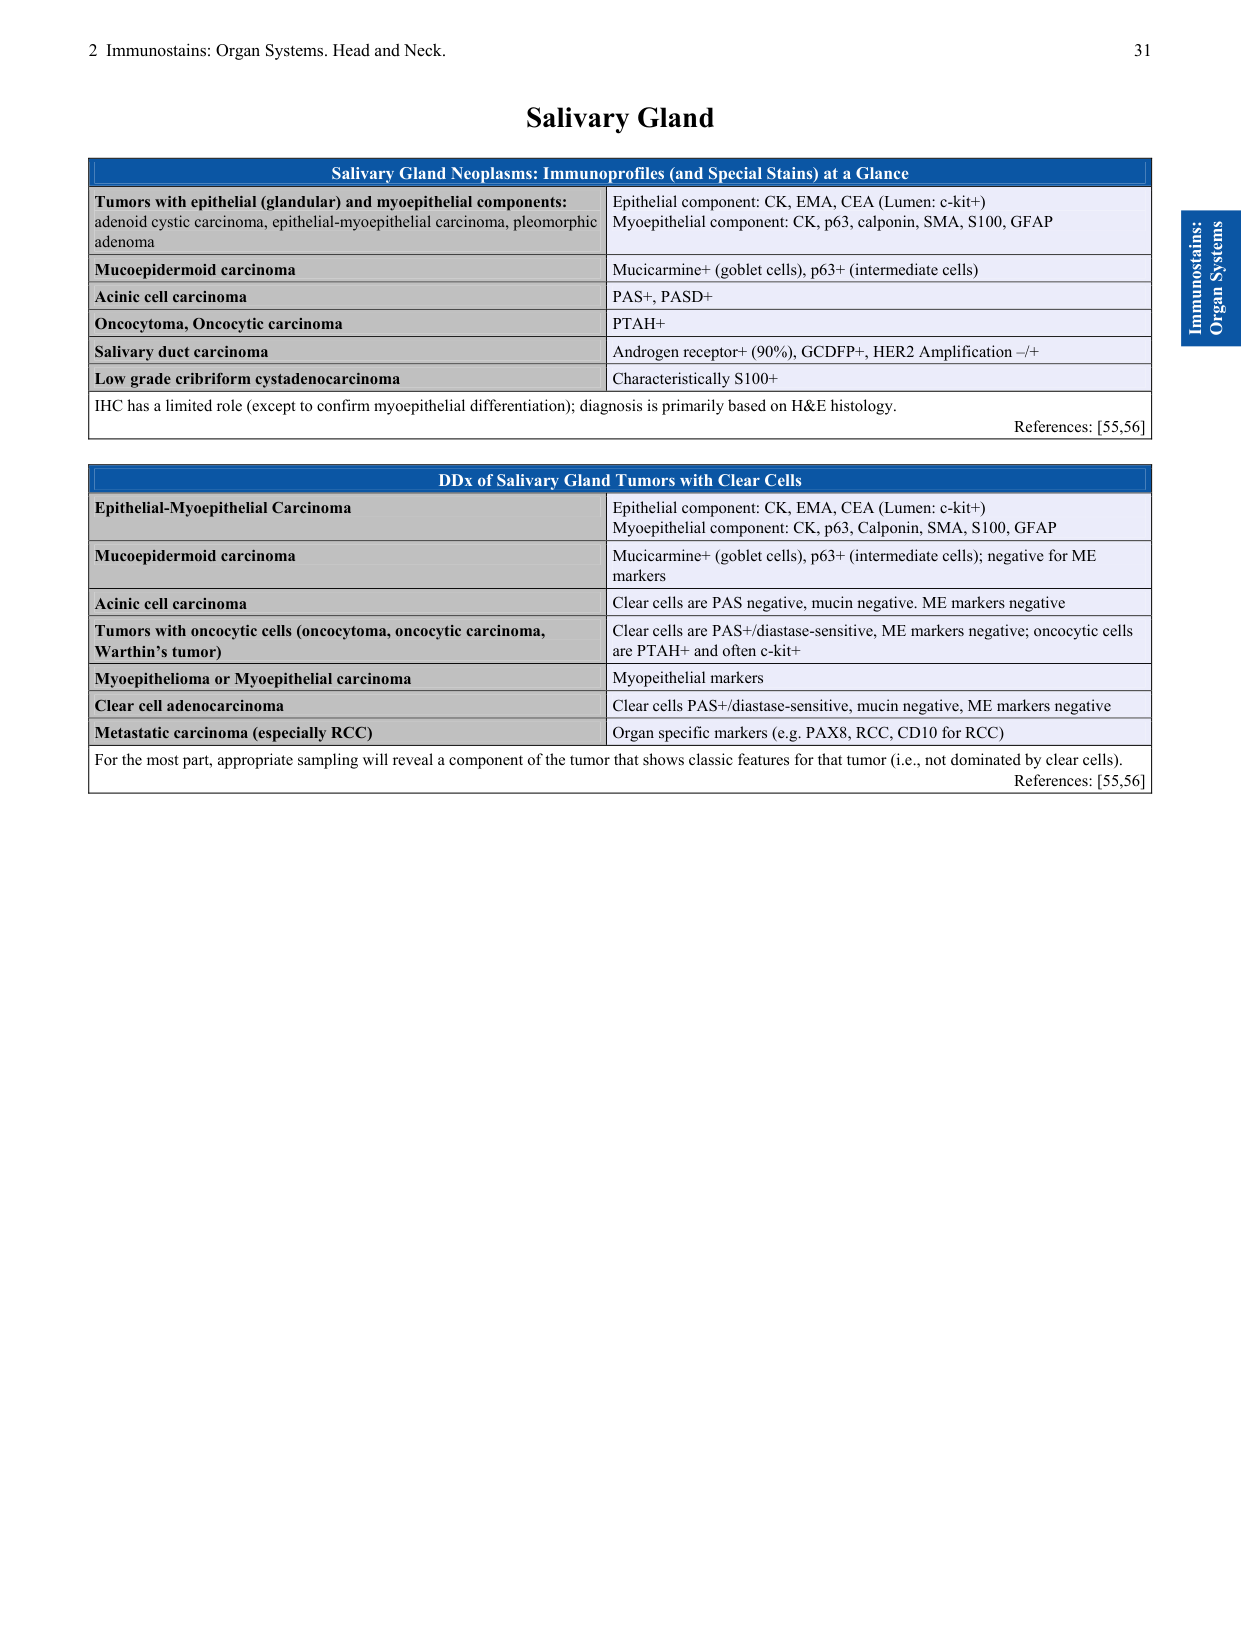 2 Immunostains: Organ Systems. Head and Neck.
31
Salivary Gland
Salivary Gland Neoplasms: Immunoprofiles (and Special Stains) at a Glance
Tumors with epithelial (glandular) and myoepithelial components:
adenoid cystic carcinoma, epithelial-myoepithelial carcinoma, pleomorphic
adenoma
Epithelial component: CK, EMA, CEA (Lumen: c-kit+)
Myoepithelial component: CK, p63, calponin, SMA, S100, GFAP
Mucoepidermoid carcinoma
Mucicarmine+ (goblet cells), p63+ (intermediate cells)
Acinic cell carcinoma
PAS+, PASD+
Oncocytoma, Oncocytic carcinoma
PTAH+
Salivary duct carcinoma
Androgen receptor+ (90%), GCDFP+, HER2 Amplification –/+
Low grade cribriform cystadenocarcinoma
Characteristically S100+
IHC has a limited role (except to confirm myoepithelial differentiation); diagnosis is primarily based on H&E histology.
References: [55,56]
DDx of Salivary Gland Tumors with Clear Cells
Epithelial-Myoepithelial Carcinoma
Epithelial component: CK, EMA, CEA (Lumen: c-kit+)
Myoepithelial component: CK, p63, Calponin, SMA, S100, GFAP
Mucoepidermoid carcinoma
Mucicarmine+ (goblet cells), p63+ (intermediate cells); negative for ME
markers
Acinic cell carcinoma
Clear cells are PAS negative, mucin negative. ME markers negative
Tumors with oncocytic cells (oncocytoma, oncocytic carcinoma,
Warthin’s tumor)
Clear cells are PAS+/diastase-sensitive, ME markers negative; oncocytic cells
are PTAH+ and often c-kit+
Myoepithelioma or Myoepithelial carcinoma
Myopeithelial markers
Clear cell adenocarcinoma
Clear cells PAS+/diastase-sensitive, mucin negative, ME markers negative
Metastatic carcinoma (especially RCC)
Organ specific markers (e.g. PAX8, RCC, CD10 for RCC)
For the most part, appropriate sampling will reveal a component of the tumor that shows classic features for that tumor (i.e., not dominated by clear cells).
References: [55,56]
Immunostains:
Organ Systems